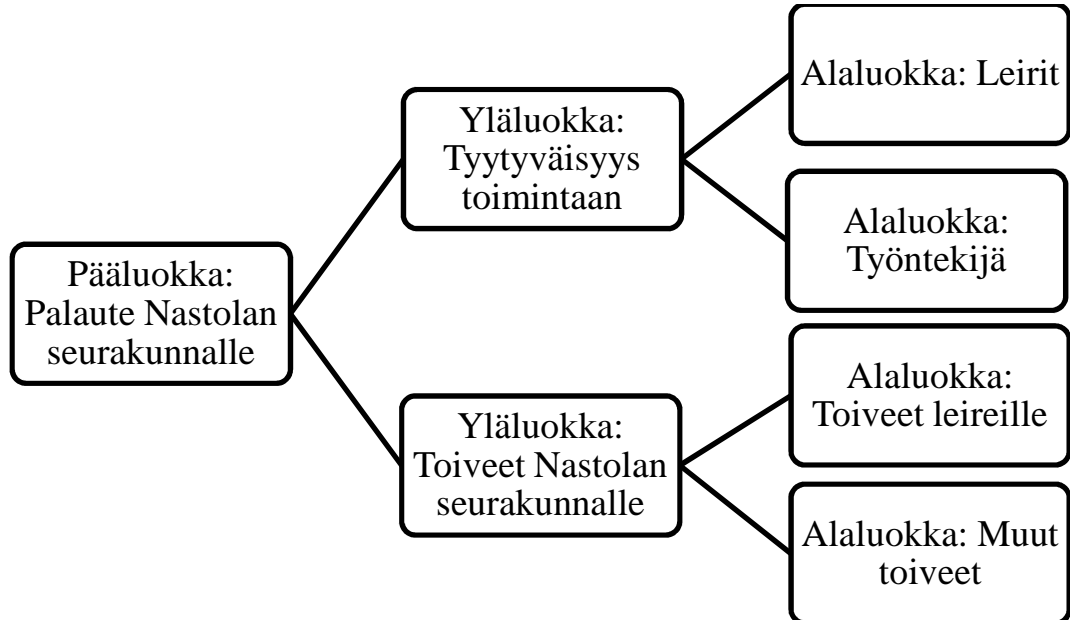 Pääluokka:
Palaute Nastolan
seurakunnalle
Yläluokka:
Tyytyväisyys
toimintaan
Alaluokka: Leirit
Alaluokka:
Työntekijä
Yläluokka:
Toiveet Nastolan
seurakunnalle
Alaluokka:
Toiveet leireille
Alaluokka: Muut
toiveet